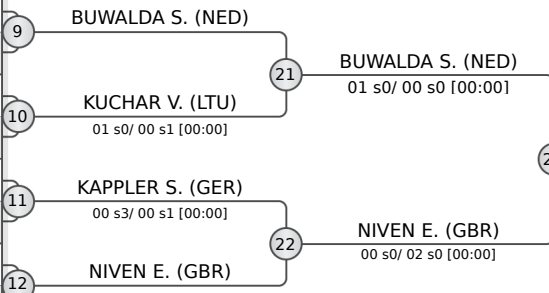 BUWALDA S. (NED)
9
21
BUWALDA S. (NED)
01 s0/ 00 s0 [00:00]
KUCHAR V. (LTU)
10
01 s0/ 00 s1 [00:00]
KAPPLER S. (GER)
11
00 s3/ 00 s1 [00:00]
22
NIVEN E. (GBR)
00 s0/ 02 s0 [00:00]
NIVEN E. (GBR)
12